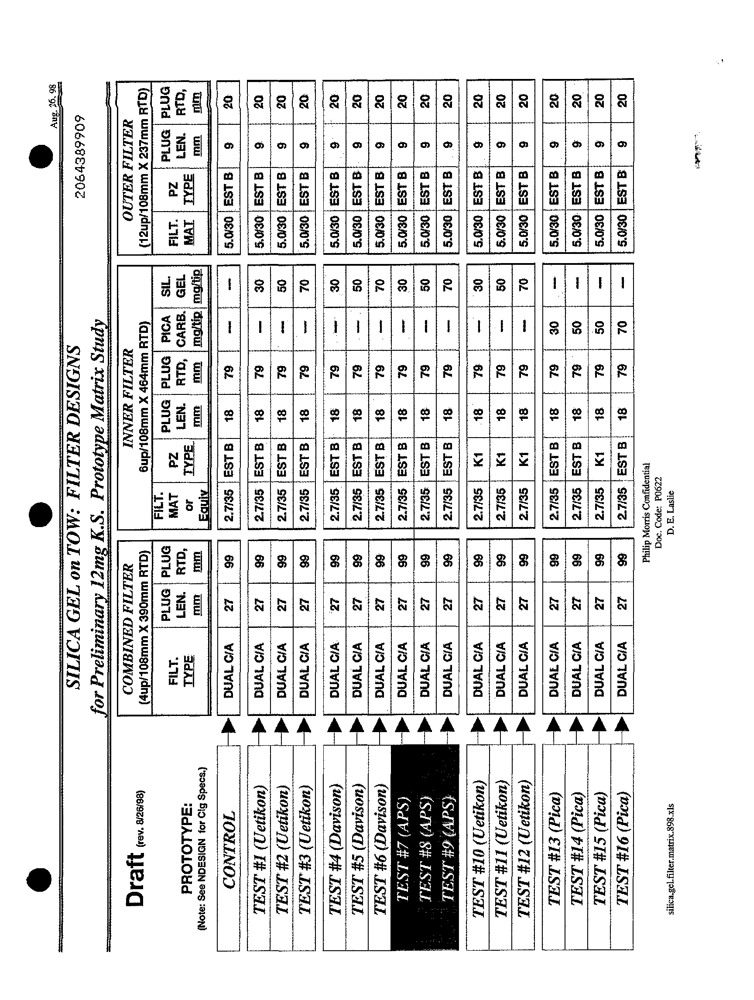 Aug. 26, 98
2064389909
SILICA GEL on TOW: FILTER DESIGNS
for Preliminary 12mg K.S. Prototype Matrix Study
Draft (rev. 8/26/98)
PROTOTYPE:
(Note: See NDESIGN for Cig Specs.)
COMBINED FILTER
(4up/108mm X 390mm RTD)
FILT. TYPE | PLUG LEN. mm | PLUG RTD, mm
INNER FILTER
6up/108mm X 464mm RTD)
FILT. MAT or Equiv | PZ TYPE | PLUG LEN. mm | PLUG RTD, mm | PICA CARB. mg/tip | SIL. GEL mg/tip
OUTER FILTER
(12up/108mm X 237mm RTD)
FILT. MAT | PZ TYPE | PLUG LEN. mm | PLUG RTD, mm
CONTROL DUAL C/A 27 99 2.7/35 EST B 18 79 — — 5.0/30 EST B 9 20
TEST #1 (Uetikon) DUAL C/A 27 99 2.7/35 EST B 18 79 — 30 5.0/30 EST B 9 20
TEST #2 (Uetikon) DUAL C/A 27 99 2.7/35 EST B 18 79 — 50 5.0/30 EST B 9 20
TEST #3 (Uetikon) DUAL C/A 27 99 2.7/35 EST B 18 79 — 70 5.0/30 EST B 9 20
TEST #4 (Davison) DUAL C/A 27 99 2.7/35 EST B 18 79 — 30 5.0/30 EST B 9 20
TEST #5 (Davison) DUAL C/A 27 99 2.7/35 EST B 18 79 — 50 5.0/30 EST B 9 20
TEST #6 (Davison) DUAL C/A 27 99 2.7/35 EST B 18 79 — 70 5.0/30 EST B 9 20
TEST #7 (APS) DUAL C/A 27 99 2.7/35 EST B 18 79 — 30 5.0/30 EST B 9 20
TEST #8 (APS) DUAL C/A 27 99 2.7/35 EST B 18 79 — 50 5.0/30 EST B 9 20
TEST #9 (APS) DUAL C/A 27 99 2.7/35 EST B 18 79 — 70 5.0/30 EST B 9 20
TEST #10 (Uetikon) DUAL C/A 27 99 2.7/35 K1 18 79 — 30 5.0/30 EST B 9 20
TEST #11 (Uetikon) DUAL C/A 27 99 2.7/35 K1 18 79 — 50 5.0/30 EST B 9 20
TEST #12 (Uetikon) DUAL C/A 27 99 2.7/35 K1 18 79 — 70 5.0/30 EST B 9 20
TEST #13 (Pica) DUAL C/A 27 99 2.7/35 EST B 18 79 30 — 5.0/30 EST B 9 20
TEST #14 (Pica) DUAL C/A 27 99 2.7/35 EST B 18 79 50 — 5.0/30 EST B 9 20
TEST #15 (Pica) DUAL C/A 27 99 2.7/35 K1 18 79 50 — 5.0/30 EST B 9 20
TEST #16 (Pica) DUAL C/A 27 99 2.7/35 EST B 18 79 70 — 5.0/30 EST B 9 20
Philip Morris Confidential
Doc. Code: P0622
D. E. Laslie
silica.gel.filter.matrix.898.xls